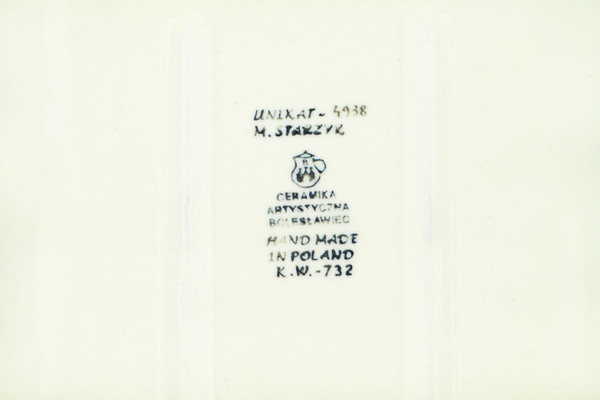 UNIKAT - 4938
M. STARZYK
CERAMIKA
ARTYSTYCZNA
BOLESŁAWIEC
HAND MADE
IN POLAND
K.W.-732